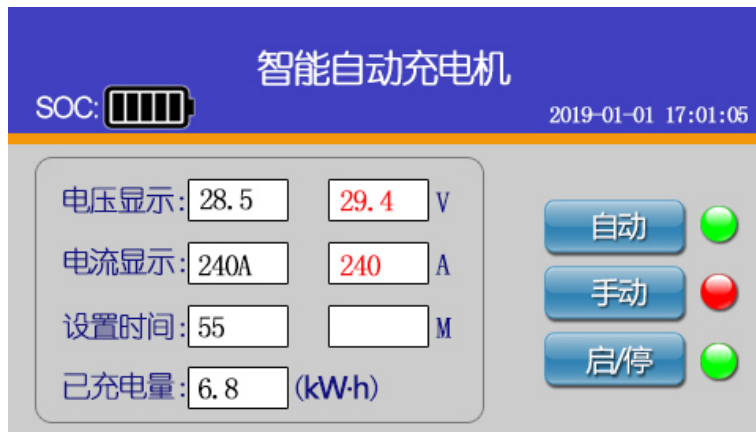 智能自动充电机
SOC:
2019-01-01 17:01:05
电压显示: 28.5 29.4 V
自动
电流显示: 240A 240 A
手动
设置时间: 55 M
启/停
已充电量: 6.8 (kW·h)